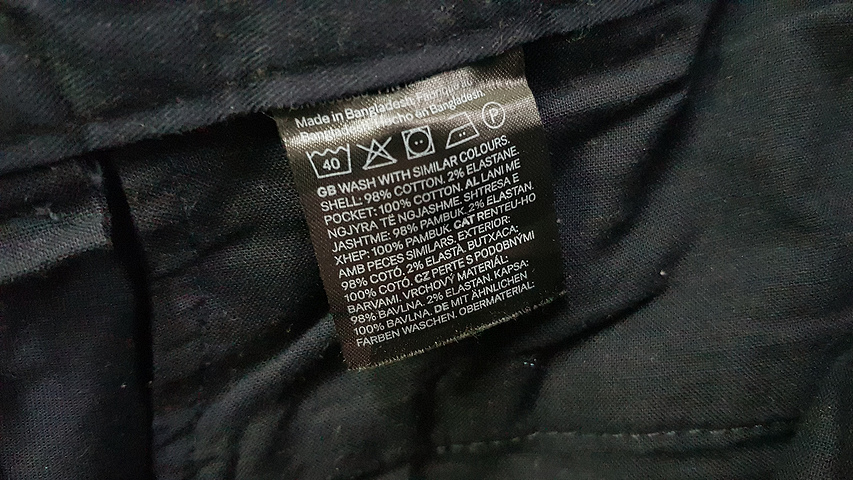 Made in Bangladesh
Hecho en Bangladesh
40 P
GB WASH WITH SIMILAR COLOURS.
SHELL: 98% COTTON. 2% ELASTANE.
POCKET: 100% COTTON. AL LANI ME
NGJYRA TË NGJASHME. SHTRESA E
JASHTME: 98% PAMBUK. 2% ELASTAN.
XHEP: 100% PAMBUK. CAT RENTEU-HO
AMB PECES SIMILARS. EXTERIOR:
98% COTÓ. 2% ELASTÀ. BUTXACA:
100% COTÓ. CZ PERTE S PODOBNÝMI
BARVAMI. VRCHOVÝ MATERIÁL:
98% BAVLNA. 2% ELASTAN. KAPSA:
100% BAVLNA. DE MIT ÄHNLICHEN
FARBEN WASCHEN. OBERMATERIAL: